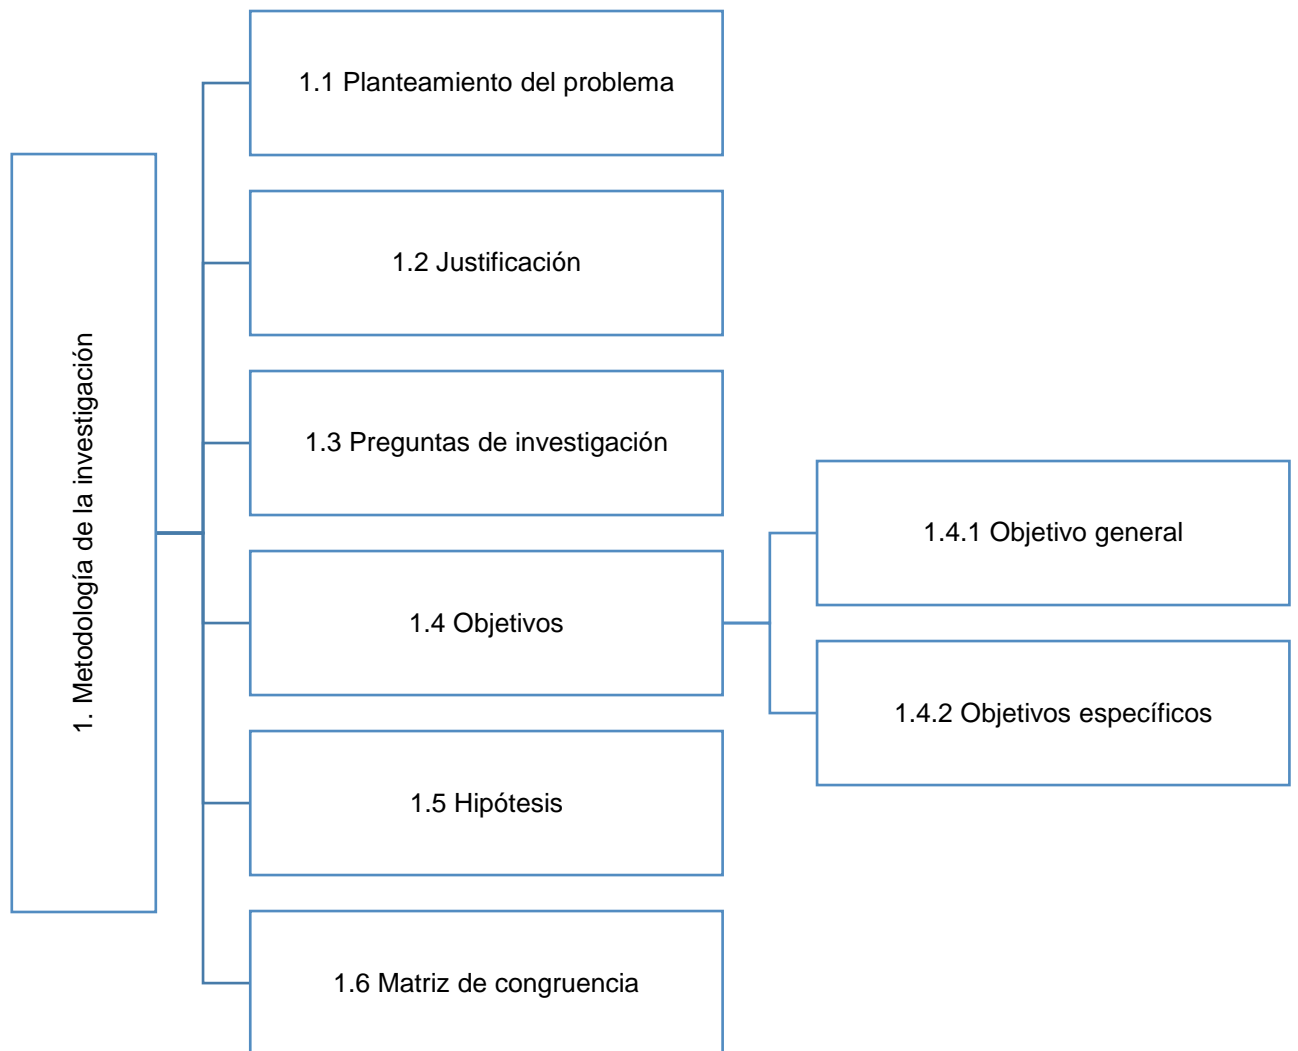 1. Metodología de la investigación
1.1 Planteamiento del problema
1.2 Justificación
1.3 Preguntas de investigación
1.4 Objetivos
1.4.1 Objetivo general
1.4.2 Objetivos específicos
1.5 Hipótesis
1.6 Matriz de congruencia